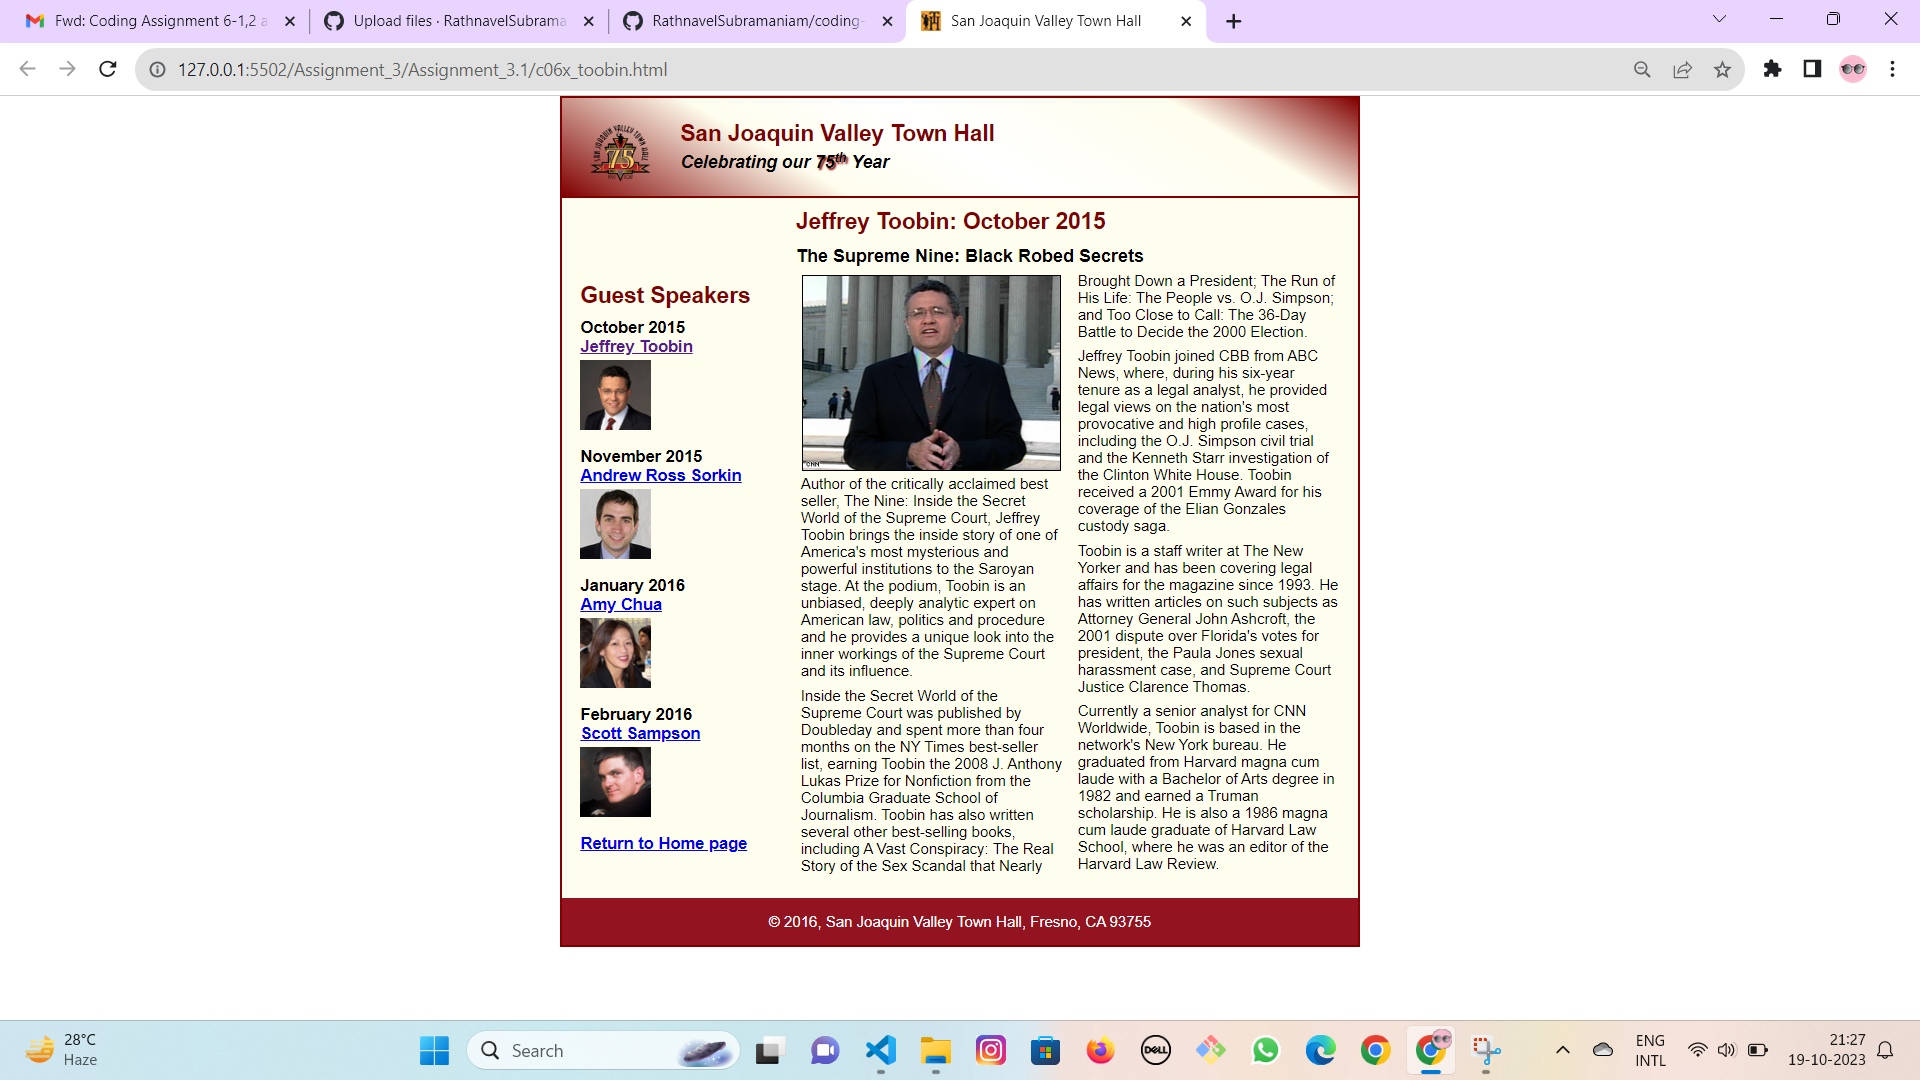 Fwd: Coding Assignment 6-1,2 a
Upload files · RathnavelSubrama
RathnavelSubramaniam/coding-
San Joaquin Valley Town Hall
127.0.0.1:5502/Assignment_3/Assignment_3.1/c06x_toobin.html
SAN JOAQUIN VALLEY TOWN HALL
75
San Joaquin Valley Town Hall
Celebrating our 75th Year
Jeffrey Toobin: October 2015
The Supreme Nine: Black Robed Secrets
Guest Speakers
October 2015
Jeffrey Toobin
November 2015
Andrew Ross Sorkin
January 2016
Amy Chua
February 2016
Scott Sampson
Return to Home page
CNN
Author of the critically acclaimed best
seller, The Nine: Inside the Secret
World of the Supreme Court, Jeffrey
Toobin brings the inside story of one of
America's most mysterious and
powerful institutions to the Saroyan
stage. At the podium, Toobin is an
unbiased, deeply analytic expert on
American law, politics and procedure
and he provides a unique look into the
inner workings of the Supreme Court
and its influence.
Inside the Secret World of the
Supreme Court was published by
Doubleday and spent more than four
months on the NY Times best-seller
list, earning Toobin the 2008 J. Anthony
Lukas Prize for Nonfiction from the
Columbia Graduate School of
Journalism. Toobin has also written
several other best-selling books,
including A Vast Conspiracy: The Real
Story of the Sex Scandal that Nearly
Brought Down a President; The Run of
His Life: The People vs. O.J. Simpson;
and Too Close to Call: The 36-Day
Battle to Decide the 2000 Election.
Jeffrey Toobin joined CBB from ABC
News, where, during his six-year
tenure as a legal analyst, he provided
legal views on the nation's most
provocative and high profile cases,
including the O.J. Simpson civil trial
and the Kenneth Starr investigation of
the Clinton White House. Toobin
received a 2001 Emmy Award for his
coverage of the Elian Gonzales
custody saga.
Toobin is a staff writer at The New
Yorker and has been covering legal
affairs for the magazine since 1993. He
has written articles on such subjects as
Attorney General John Ashcroft, the
2001 dispute over Florida's votes for
president, the Paula Jones sexual
harassment case, and Supreme Court
Justice Clarence Thomas.
Currently a senior analyst for CNN
Worldwide, Toobin is based in the
network's New York bureau. He
graduated from Harvard magna cum
laude with a Bachelor of Arts degree in
1982 and earned a Truman
scholarship. He is also a 1986 magna
cum laude graduate of Harvard Law
School, where he was an editor of the
Harvard Law Review.
© 2016, San Joaquin Valley Town Hall, Fresno, CA 93755
28°C
Haze
Search
DELL
ENG
INTL
21:27
19-10-2023